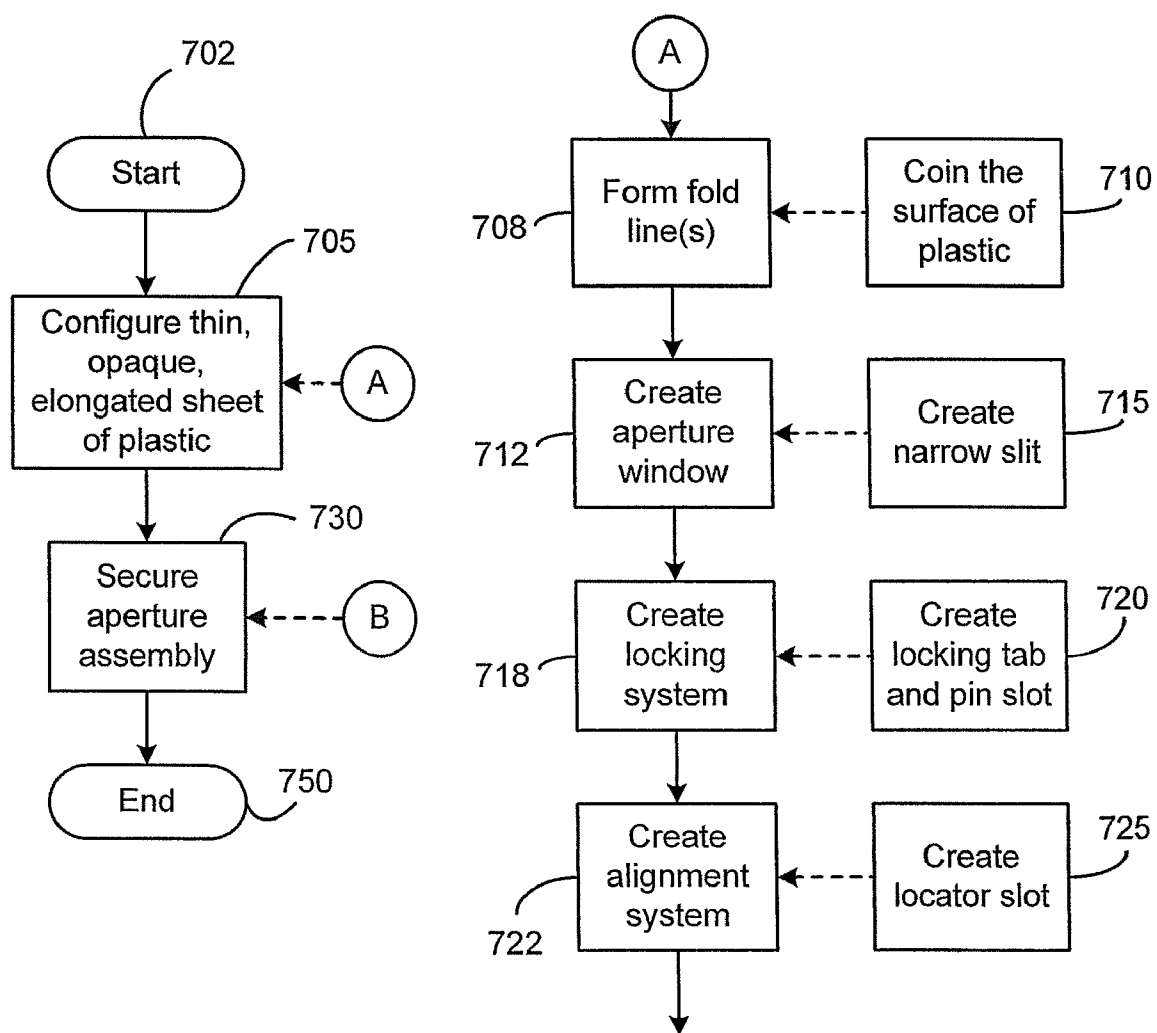 702
Start
705
Configure thin,
opaque,
elongated sheet
of plastic
A
730
Secure
aperture
assembly
B
End
750
A
Form fold
line(s)
708
Coin the
surface of
plastic
710
Create
aperture
window
712
Create
narrow slit
715
Create
locking
system
718
Create
locking tab
and pin slot
720
Create
alignment
system
722
Create
locator slot
725